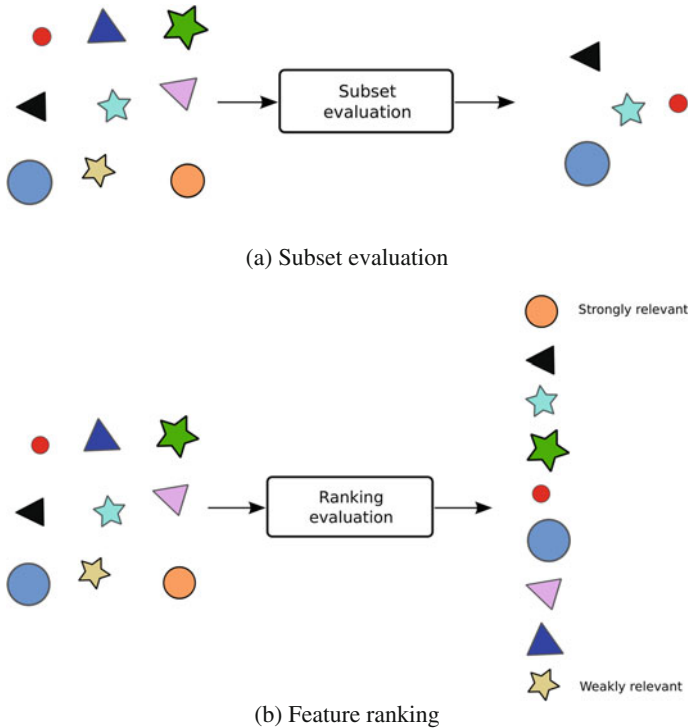 Subset
evaluation
(a) Subset evaluation
Strongly relevant
Ranking
evaluation
Weakly relevant
(b) Feature ranking